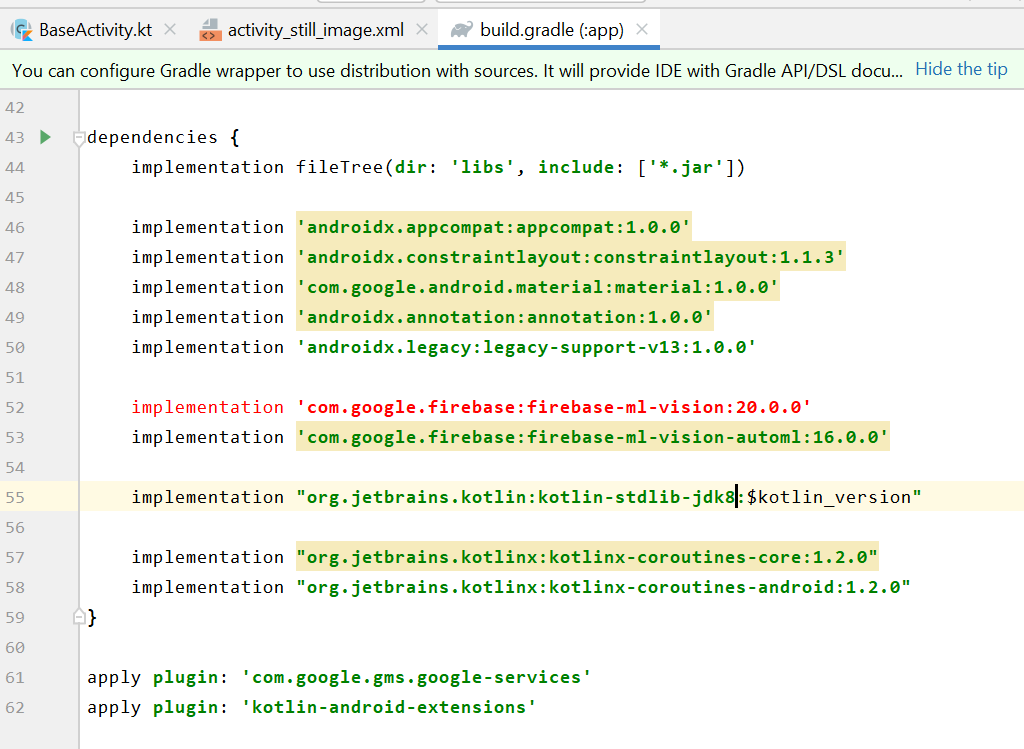 BaseActivity.kt activity_still_image.xml build.gradle (:app)
You can configure Gradle wrapper to use distribution with sources. It will provide IDE with Gradle API/DSL docu... Hide the tip
42
43 dependencies {
44 implementation fileTree(dir: 'libs', include: ['*.jar'])
45
46 implementation 'androidx.appcompat:appcompat:1.0.0'
47 implementation 'androidx.constraintlayout:constraintlayout:1.1.3'
48 implementation 'com.google.android.material:material:1.0.0'
49 implementation 'androidx.annotation:annotation:1.0.0'
50 implementation 'androidx.legacy:legacy-support-v13:1.0.0'
51
52 implementation 'com.google.firebase:firebase-ml-vision:20.0.0'
53 implementation 'com.google.firebase:firebase-ml-vision-automl:16.0.0'
54
55 implementation "org.jetbrains.kotlin:kotlin-stdlib-jdk8:$kotlin_version"
56
57 implementation "org.jetbrains.kotlinx:kotlinx-coroutines-core:1.2.0"
58 implementation "org.jetbrains.kotlinx:kotlinx-coroutines-android:1.2.0"
59 }
60
61 apply plugin: 'com.google.gms.google-services'
62 apply plugin: 'kotlin-android-extensions'